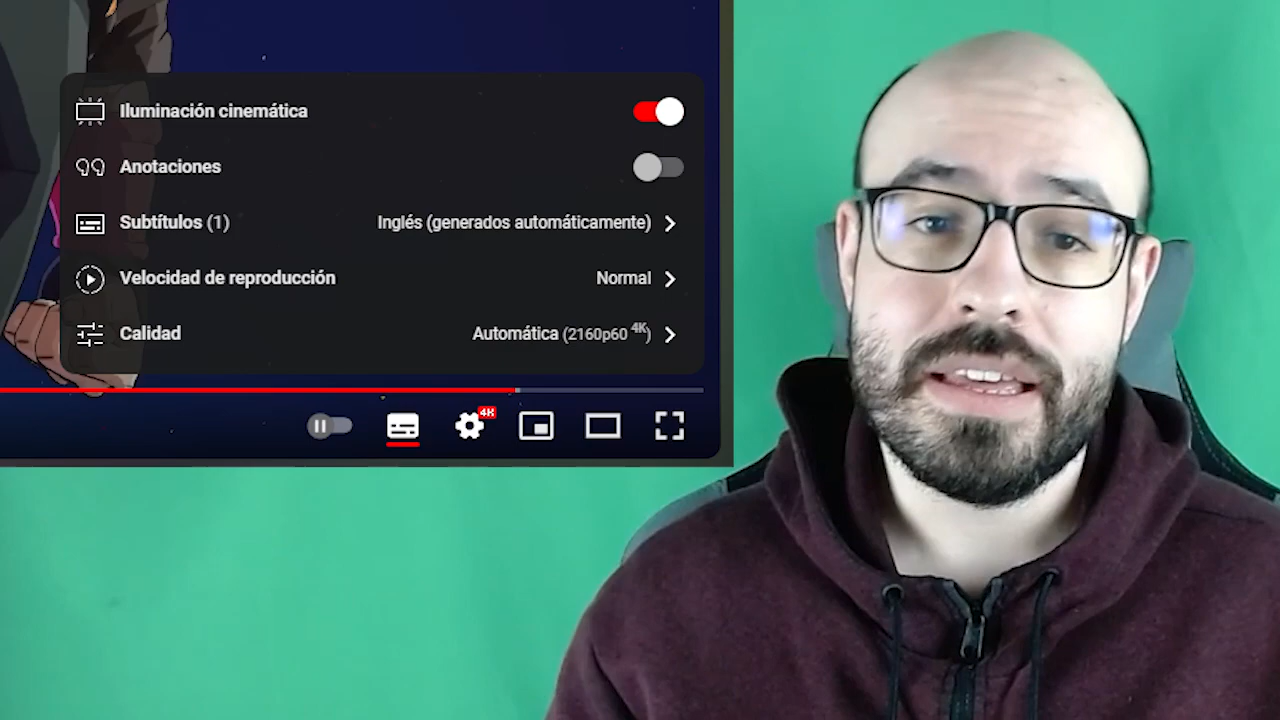 Iluminación cinemática
Anotaciones
Subtítulos (1) Inglés (generados automáticamente)
Velocidad de reproducción Normal
Calidad Automática (2160p60 4K)
4K